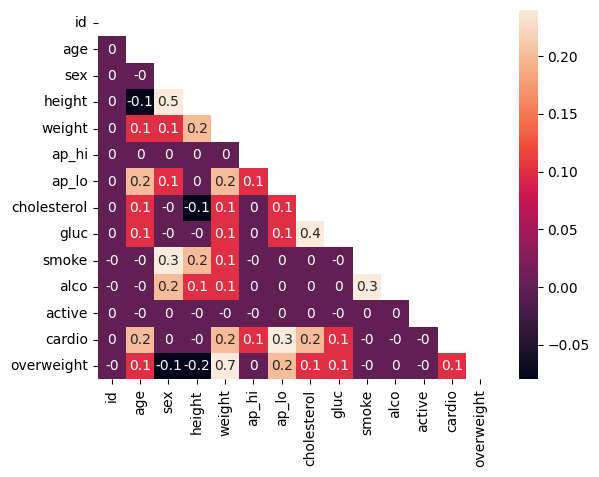 id
age 0
sex 0 -0
height 0 -0.1 0.5
weight 0 0.1 0.1 0.2
ap_hi 0 0 0 0 0
ap_lo 0 0.2 0.1 0 0.2 0.1
cholesterol 0 0.1 -0 -0.1 0.1 0 0.1
gluc 0 0.1 -0 -0 0.1 0 0.1 0.4
smoke -0 -0 0.3 0.2 0.1 -0 0 0 -0
alco -0 -0 0.2 0.1 0.1 0 0 0 0 0.3
active -0 0 -0 -0 -0 -0 0 0 -0 0 0
cardio -0 0.2 0 -0 0.2 0.1 0.3 0.2 0.1 -0 -0 -0
overweight -0 0.1 -0.1 -0.2 0.7 0 0.2 0.1 0.1 -0 0 -0 0.1
id age sex height weight ap_hi ap_lo cholesterol gluc smoke alco active cardio overweight
0.20
0.15
0.10
0.05
0.00
−0.05